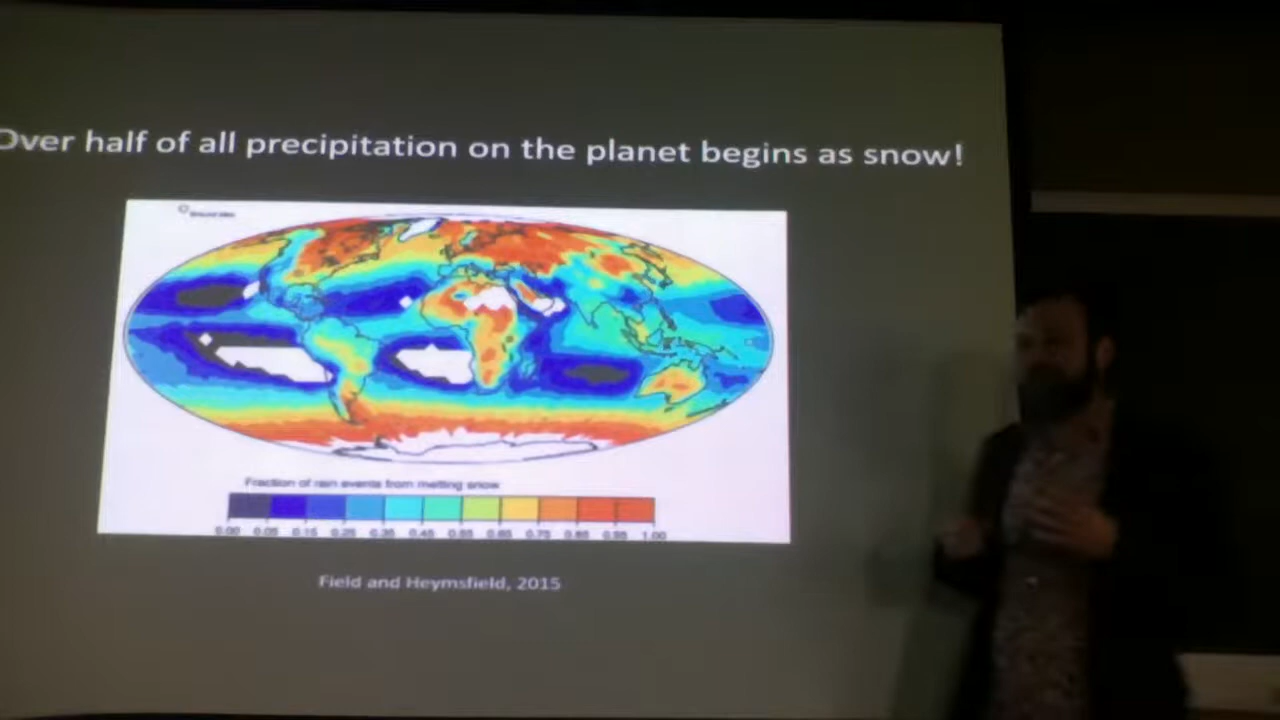 Over half of all precipitation on the planet begins as snow!
Fraction of rain events from melting snow
0.00 0.05 0.15 0.25 0.35 0.45 0.55 0.65 0.75 0.85 0.95 1.00
Field and Heymsfield, 2015